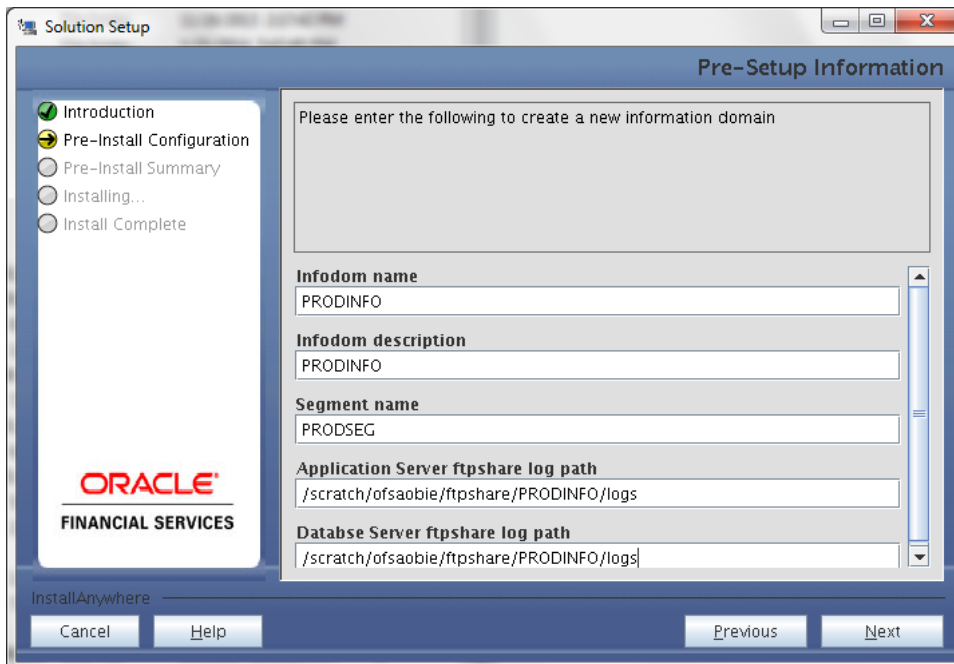 Solution Setup
Pre-Setup Information
Introduction
Pre-Install Configuration
Pre-Install Summary
Installing...
Install Complete
ORACLE
FINANCIAL SERVICES
Please enter the following to create a new information domain
Infodom name
PRODINFO
Infodom description
PRODINFO
Segment name
PRODSEG
Application Server ftpshare log path
/scratch/ofsaobie/ftpshare/PRODINFO/logs
Databse Server ftpshare log path
/scratch/ofsaobie/ftpshare/PRODINFO/logs
InstallAnywhere
Cancel
Help
Previous
Next